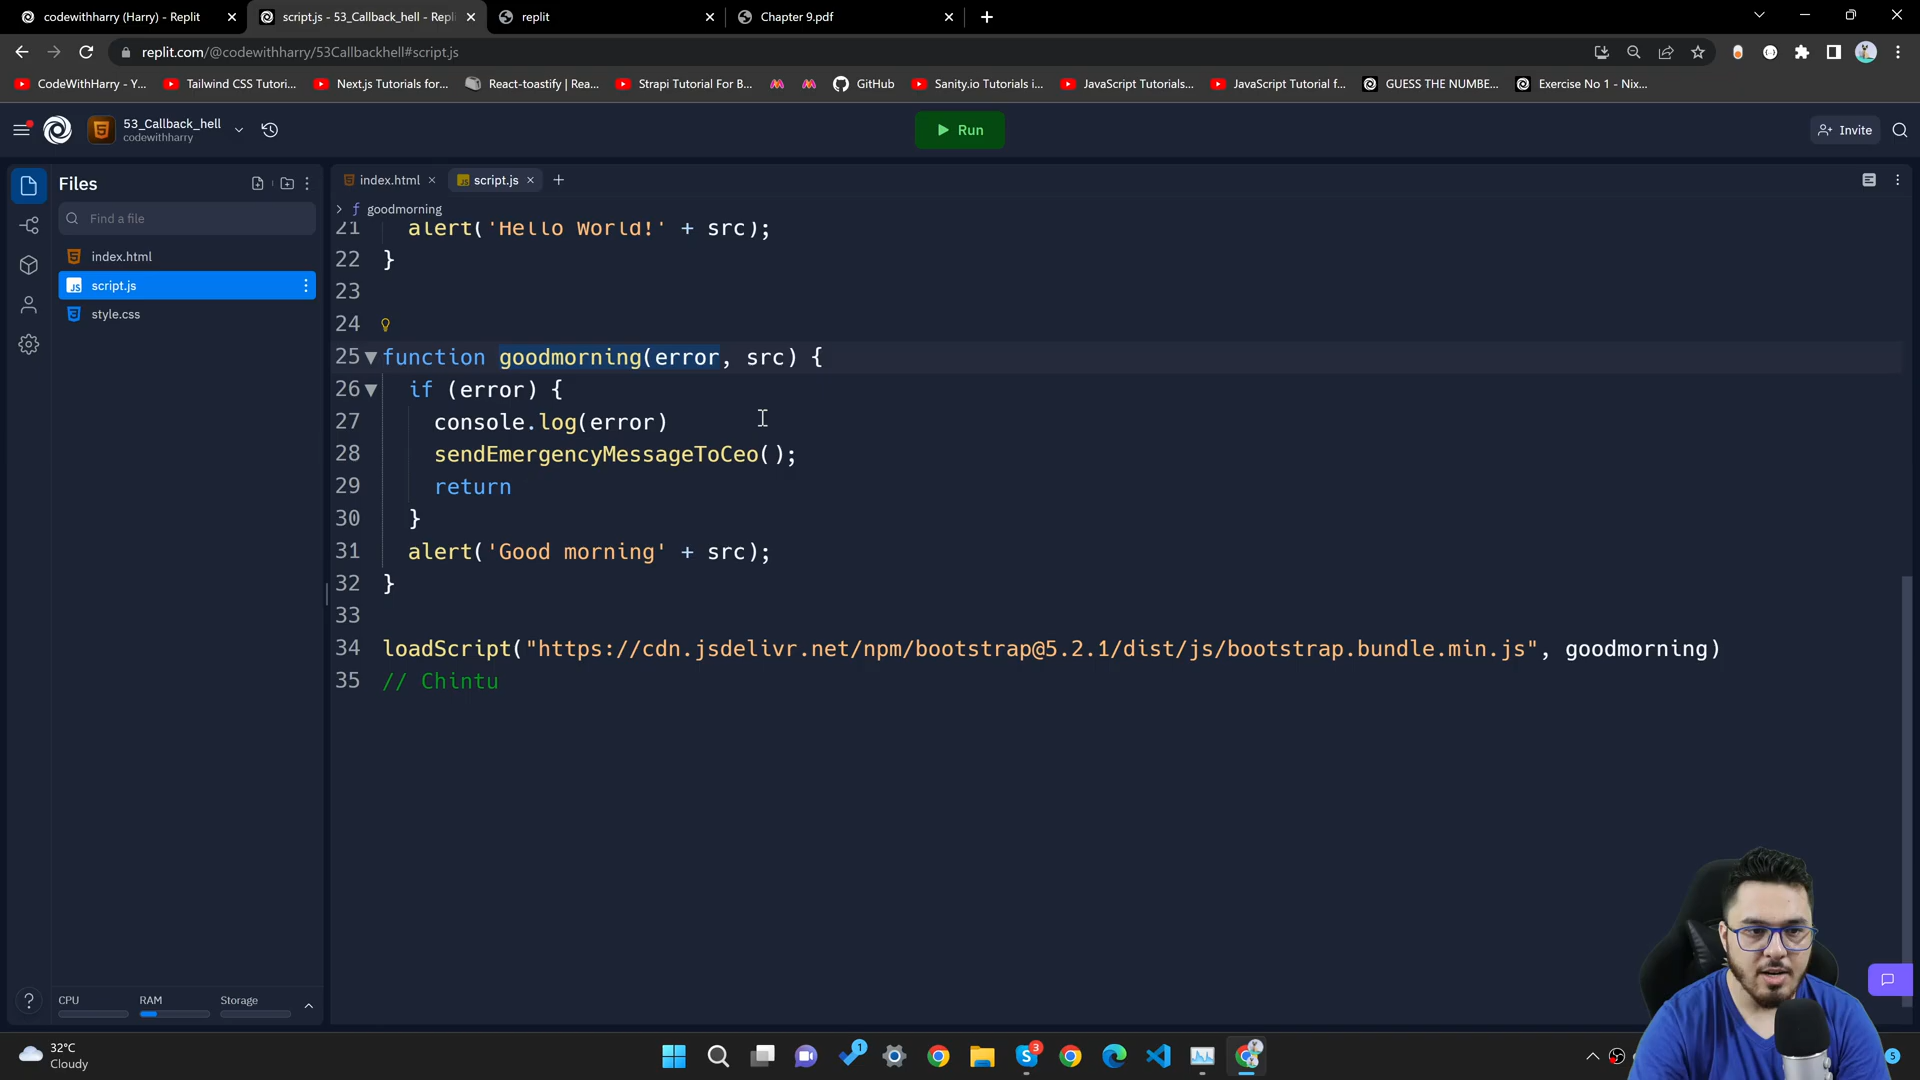 codewithharry (Harry) - Replit
script.js - 53_Callback_hell - Repli
replit
Chapter 9.pdf
replit.com/@codewithharry/53Callbackhell#script.js
CodeWithHarry - Y...
Tailwind CSS Tutori...
Next.js Tutorials for...
React-toastify | Rea...
Strapi Tutorial For B...
GitHub
Sanity.io Tutorials i...
JavaScript Tutorials...
JavaScript Tutorial f...
GUESS THE NUMBE...
Exercise No 1 - Nix...
53_Callback_hell
codewithharry
Run
Invite
Files
Find a file
index.html
script.js
style.css
index.html
script.js
goodmorning
21 alert('Hello World!' + src);
22 }
23
24
25 function goodmorning(error, src) {
26 if (error) {
27 console.log(error)
28 sendEmergencyMessageToCeo();
29 return
30 }
31 alert('Good morning' + src);
32 }
33
34 loadScript("https://cdn.jsdelivr.net/npm/bootstrap@5.2.1/dist/js/bootstrap.bundle.min.js", goodmorning)
35 // Chintu
CPU
RAM
Storage
32°C
Cloudy
1
3
5